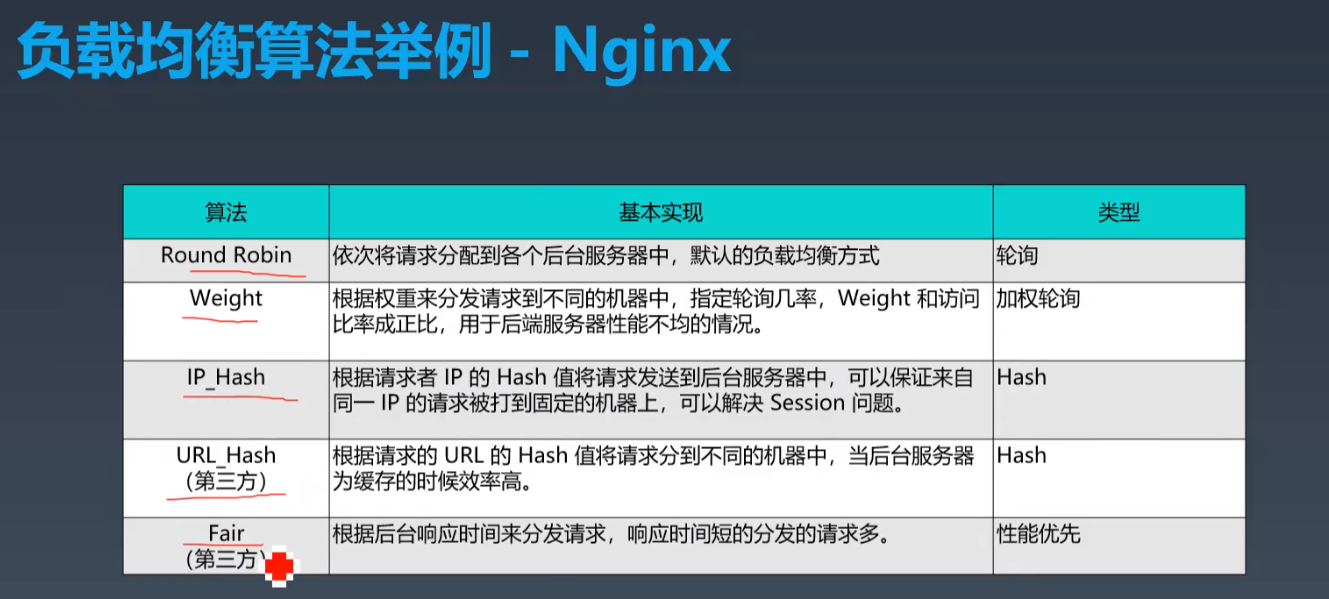 负载均衡算法举例 - Nginx
算法 基本实现 类型
Round Robin 依次将请求分配到各个后台服务器中，默认的负载均衡方式 轮询
Weight 根据权重来分发请求到不同的机器中，指定轮询几率，Weight 和访问 加权轮询
比率成正比，用于后端服务器性能不均的情况。
IP_Hash 根据请求者 IP 的 Hash 值将请求发送到后台服务器中，可以保证来自 Hash
同一 IP 的请求被打到固定的机器上，可以解决 Session 问题。
URL_Hash 根据请求的 URL 的 Hash 值将请求分到不同的机器中，当后台服务器 Hash
（第三方） 为缓存的时候效率高。
Fair 根据后台响应时间来分发请求，响应时间短的分发的请求多。 性能优先
（第三方）